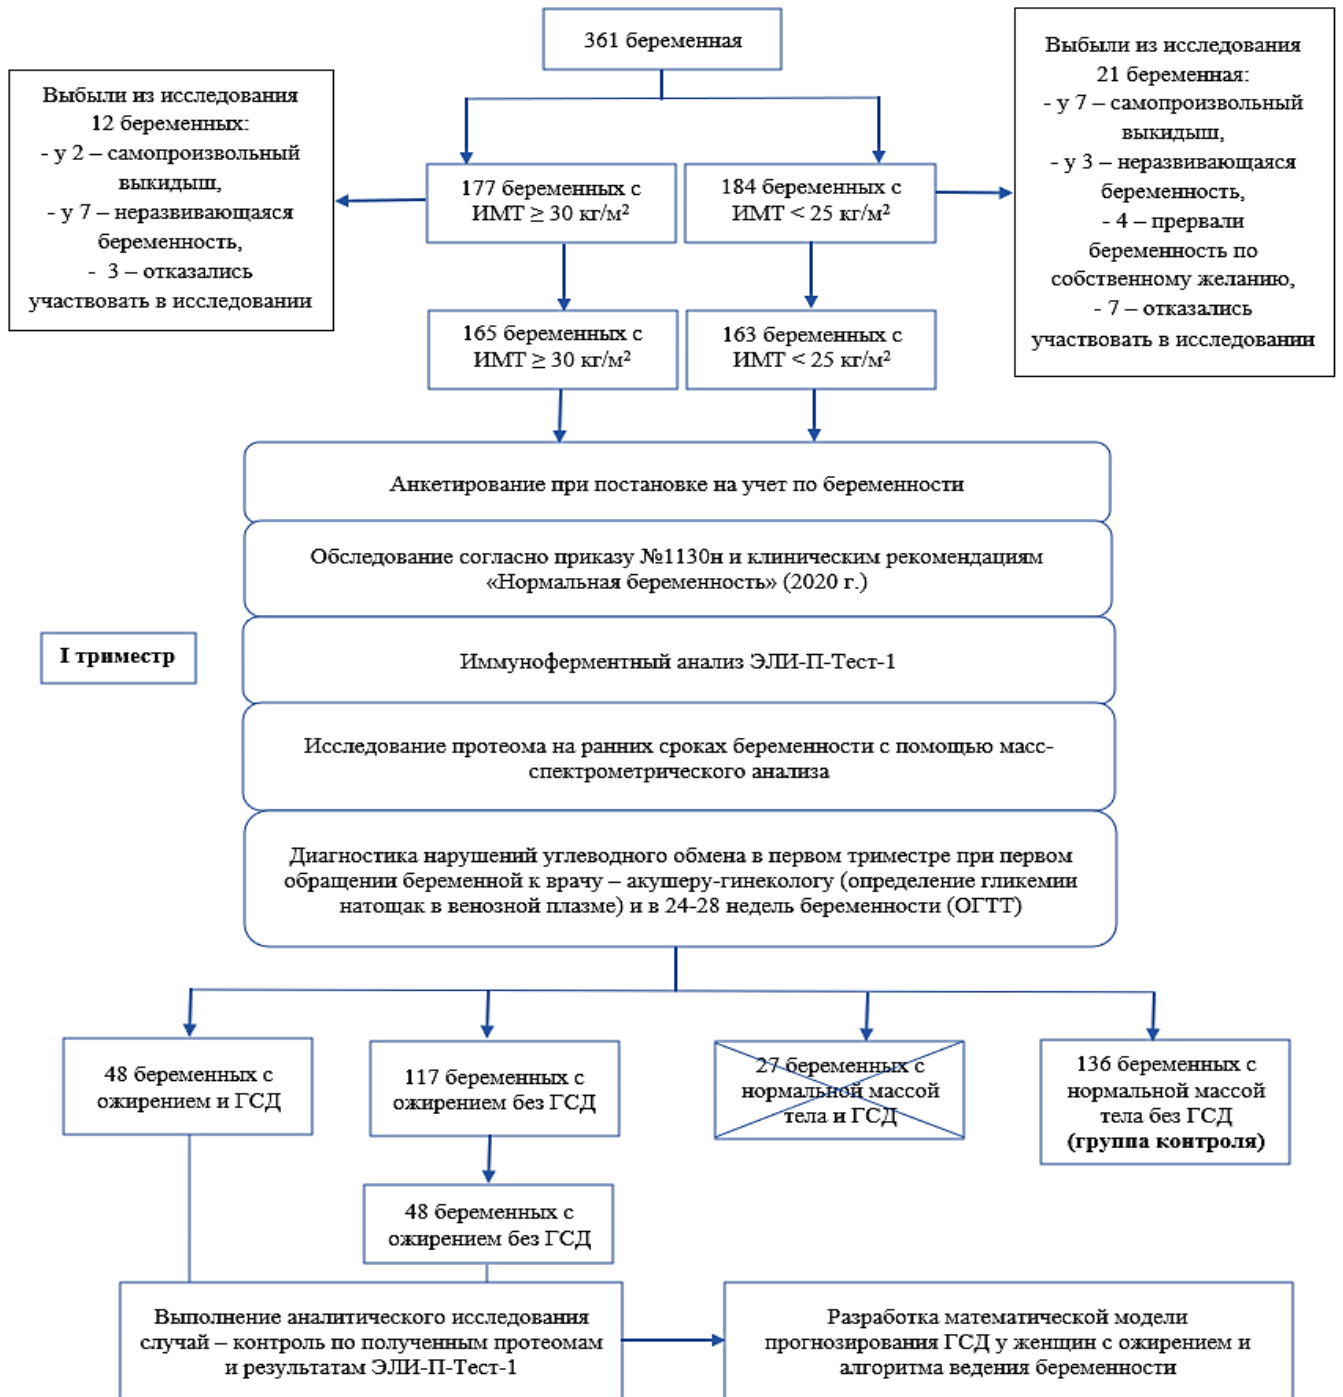 361 беременная
Выбыли из исследования
12 беременных:
- у 2 – самопроизвольный
выкидыш,
- у 7 – неразвивающаяся
беременность,
- 3 – отказались
участвовать в исследовании
Выбыли из исследования
21 беременная:
- у 7 – самопроизвольный
выкидыш,
- у 3 – неразвивающаяся
беременность,
- 4 – прервали
беременность по
собственному желанию,
- 7 – отказались
участвовать в исследовании
177 беременных с
ИМТ ≥ 30 кг/м²
184 беременных с
ИМТ < 25 кг/м²
165 беременных с
ИМТ ≥ 30 кг/м²
163 беременных с
ИМТ < 25 кг/м²
Анкетирование при постановке на учет по беременности
Обследование согласно приказу №1130н и клиническим рекомендациям
«Нормальная беременность» (2020 г.)
I триместр
Иммуноферментный анализ ЭЛИ-П-Тест-1
Исследование протеома на ранних сроках беременности с помощью масс-
спектрометрического анализа
Диагностика нарушений углеводного обмена в первом триместре при первом
обращении беременной к врачу – акушеру-гинекологу (определение гликемии
натощак в венозной плазме) и в 24-28 недель беременности (ОГТТ)
48 беременных с
ожирением и ГСД
117 беременных с
ожирением без ГСД
27 беременных с
нормальной массой
тела и ГСД
136 беременных с
нормальной массой
тела без ГСД
(группа контроля)
48 беременных с
ожирением без ГСД
Выполнение аналитического исследования
случай – контроль по полученным протеомам
и результатам ЭЛИ-П-Тест-1
Разработка математической модели
прогнозирования ГСД у женщин с ожирением и
алгоритма ведения беременности